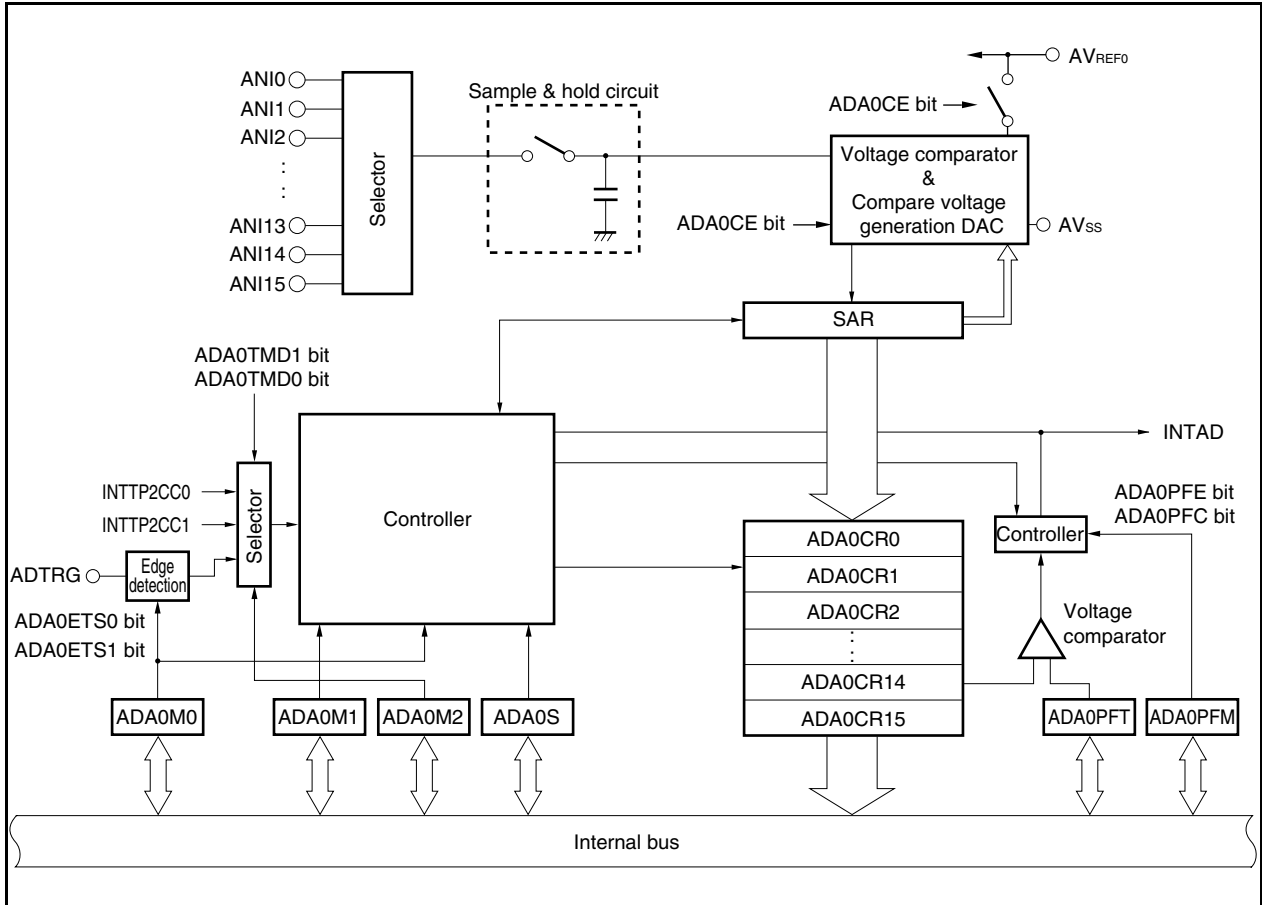 ANI0
ANI1
ANI2
ANI13
ANI14
ANI15
Selector
Sample & hold circuit
AVREF0
ADA0CE bit
Voltage comparator
&
Compare voltage
generation DAC
ADA0CE bit
AVSS
SAR
ADA0TMD1 bit
ADA0TMD0 bit
INTTP2CC0
INTTP2CC1
Selector
Controller
ADTRG
Edge
detection
ADA0ETS0 bit
ADA0ETS1 bit
INTAD
ADA0PFE bit
ADA0PFC bit
Controller
Voltage
comparator
ADA0CR0
ADA0CR1
ADA0CR2
ADA0CR14
ADA0CR15
ADA0M0
ADA0M1
ADA0M2
ADA0S
ADA0PFT
ADA0PFM
Internal bus